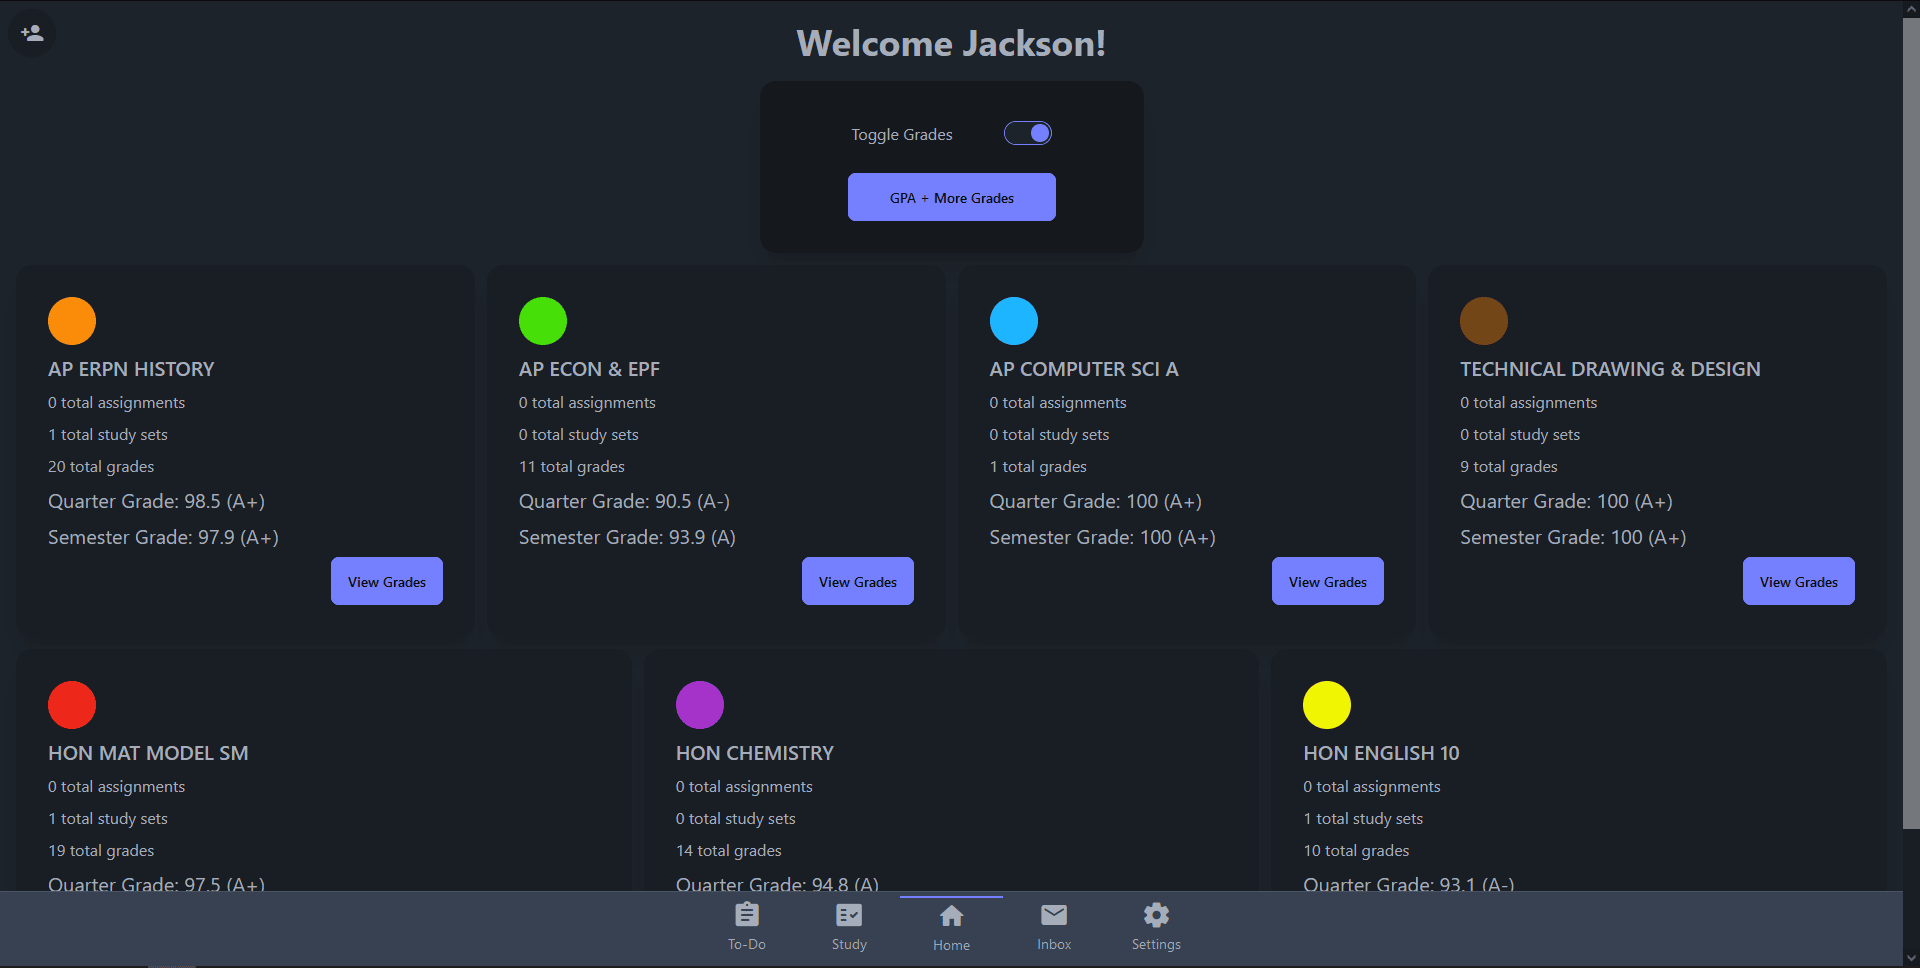 Welcome Jackson!
Toggle Grades
GPA + More Grades
AP ERPN HISTORY
0 total assignments
1 total study sets
20 total grades
Quarter Grade: 98.5 (A+)
Semester Grade: 97.9 (A+)
View Grades
AP ECON & EPF
0 total assignments
0 total study sets
11 total grades
Quarter Grade: 90.5 (A-)
Semester Grade: 93.9 (A)
View Grades
AP COMPUTER SCI A
0 total assignments
0 total study sets
1 total grades
Quarter Grade: 100 (A+)
Semester Grade: 100 (A+)
View Grades
TECHNICAL DRAWING & DESIGN
0 total assignments
0 total study sets
9 total grades
Quarter Grade: 100 (A+)
Semester Grade: 100 (A+)
View Grades
HON MAT MODEL SM
0 total assignments
1 total study sets
19 total grades
Quarter Grade: 97.5 (A+)
HON CHEMISTRY
0 total assignments
0 total study sets
14 total grades
Quarter Grade: 94.8 (A)
HON ENGLISH 10
0 total assignments
1 total study sets
10 total grades
Quarter Grade: 93.1 (A-)
To-Do
Study
Home
Inbox
Settings